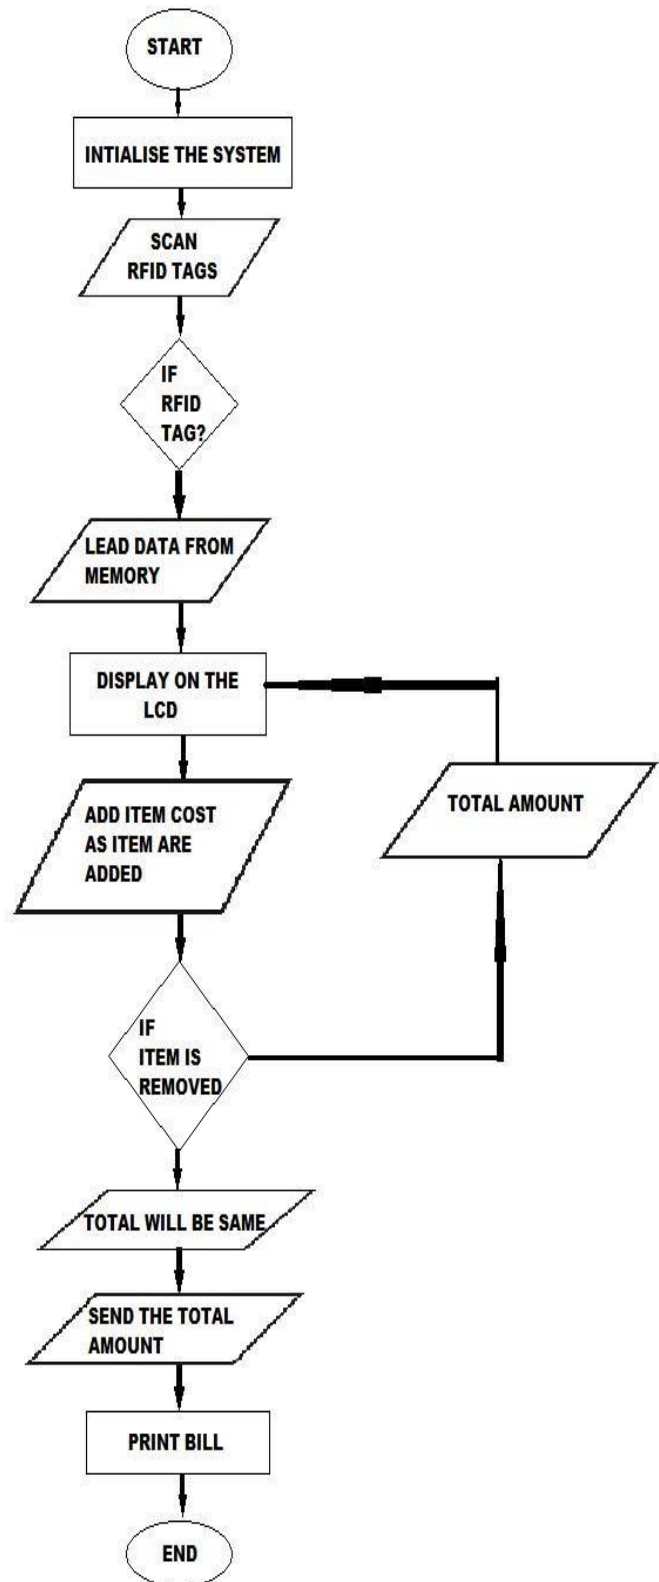 START
INTIALISE THE SYSTEM
SCAN
RFID TAGS
IF
RFID
TAG?
LEAD DATA FROM
MEMORY
DISPLAY ON THE
LCD
ADD ITEM COST
AS ITEM ARE
ADDED
TOTAL AMOUNT
IF
ITEM IS
REMOVED
TOTAL WILL BE SAME
SEND THE TOTAL
AMOUNT
PRINT BILL
END